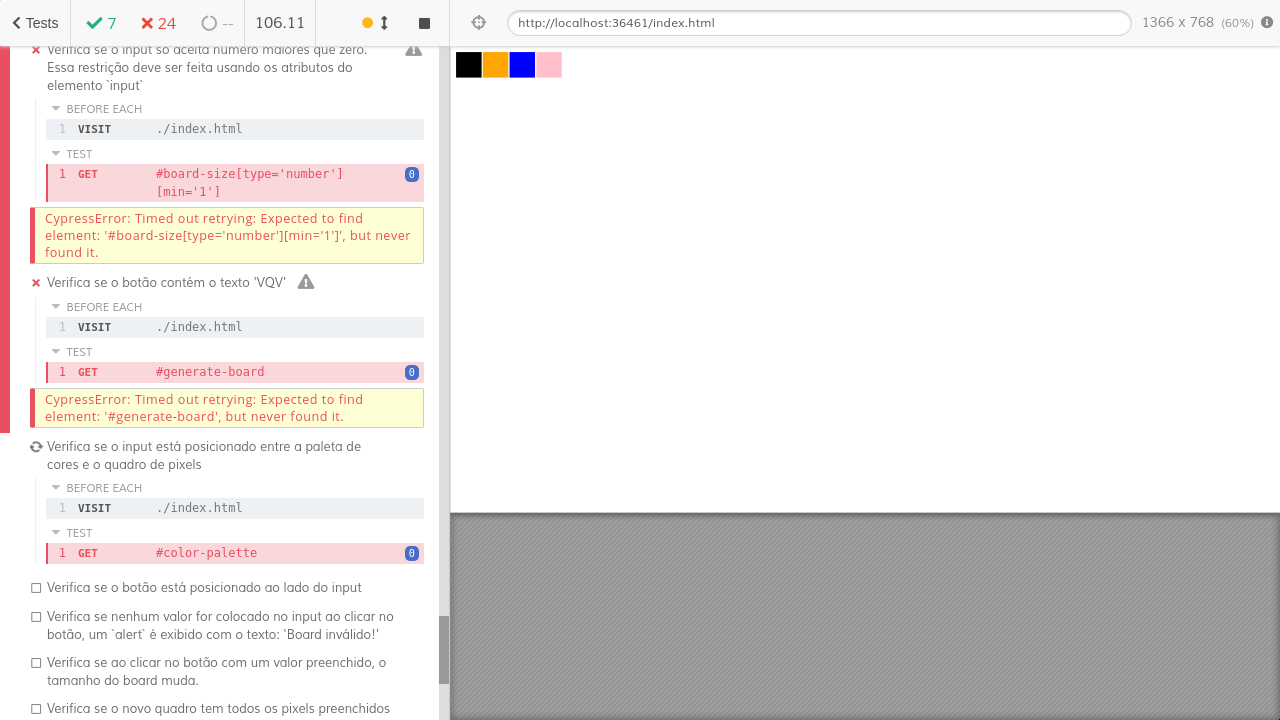 Tests 7 24 -- 106.11 http://localhost:36461/index.html 1366 x 768 (60%)
Verifica se o input só aceita número maiores que zero.
Essa restrição deve ser feita usando os atributos do
elemento `input`
BEFORE EACH
1 VISIT ./index.html
TEST
1 GET #board-size[type='number'] 0
[min='1']
CypressError: Timed out retrying: Expected to find
element: '#board-size[type='number'][min='1']', but never
found it.
Verifica se o botão contém o texto 'VQV'
BEFORE EACH
1 VISIT ./index.html
TEST
1 GET #generate-board 0
CypressError: Timed out retrying: Expected to find
element: '#generate-board', but never found it.
Verifica se o input está posicionado entre a paleta de
cores e o quadro de pixels
BEFORE EACH
1 VISIT ./index.html
TEST
1 GET #color-palette 0
Verifica se o botão está posicionado ao lado do input
Verifica se nenhum valor for colocado no input ao clicar no
botão, um `alert` é exibido com o texto: 'Board inválido!'
Verifica se ao clicar no botão com um valor preenchido, o
tamanho do board muda.
Verifica se o novo quadro tem todos os pixels preenchidos